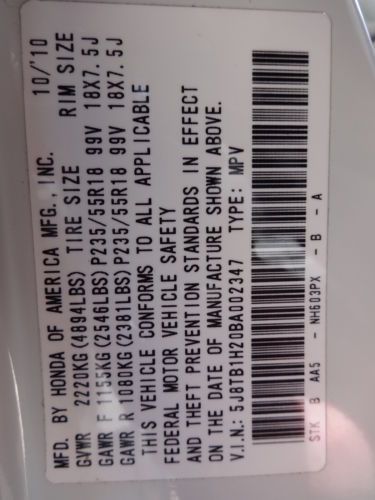 MFD. BY HONDA OF AMERICA MFG., INC. 10/'10
GVWR 2220KG(4894LBS) TIRE SIZE RIM SIZE
GAWR F 1155KG(2546LBS)P235/55R18 99V 18X7.5J
GAWR R 1080KG(2381LBS)P235/55R18 99V 18X7.5J
THIS VEHICLE CONFORMS TO ALL APPLICABLE
FEDERAL MOTOR VEHICLE SAFETY
AND THEFT PREVENTION STANDARDS IN EFFECT
ON THE DATE OF MANUFACTURE SHOWN ABOVE.
V.I.N.: 5J8TB1H20BA002347 TYPE: MPV
STK B AA5 - NH603PX - B - A